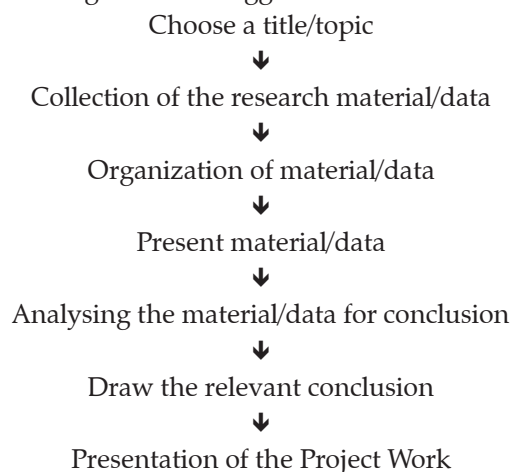 Choose a title/topic
🡻
Collection of the research material/data
🡻
Organization of material/data
🡻
Present material/data
🡻
Analysing the material/data for conclusion
🡻
Draw the relevant conclusion
🡻
Presentation of the Project Work